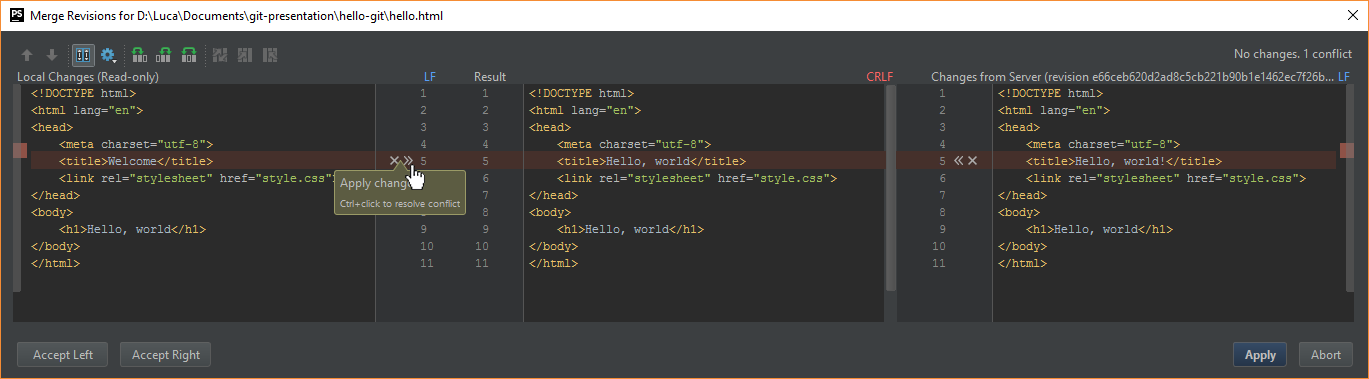 PS Merge Revisions for D:\Luca\Documents\git-presentation\hello-git\hello.html
No changes. 1 conflict
Local Changes (Read-only) LF Result CRLF Changes from Server (revision e66ceb620d2ad8c5cb221b90b1e1462ec7f26b... LF
<!DOCTYPE html> 1 1 <!DOCTYPE html> 1 <!DOCTYPE html>
<html lang="en"> 2 2 <html lang="en"> 2 <html lang="en">
<head> 3 3 <head> 3 <head>
<meta charset="utf-8"> 4 4 <meta charset="utf-8"> 4 <meta charset="utf-8">
<title>Welcome</title> 5 5 <title>Hello, world</title> 5 <title>Hello, world!</title>
<link rel="stylesheet" href="style.css"> 6 <link rel="stylesheet" href="style.css"> 6 <link rel="stylesheet" href="style.css">
Apply change
Ctrl+click to resolve conflict
</head> 7 </head> 7 </head>
<body> 8 8 <body> 8 <body>
<h1>Hello, world</h1> 9 9 <h1>Hello, world</h1> 9 <h1>Hello, world</h1>
</body> 10 10 </body> 10 </body>
</html> 11 11 </html> 11 </html>
Accept Left Accept Right Apply Abort